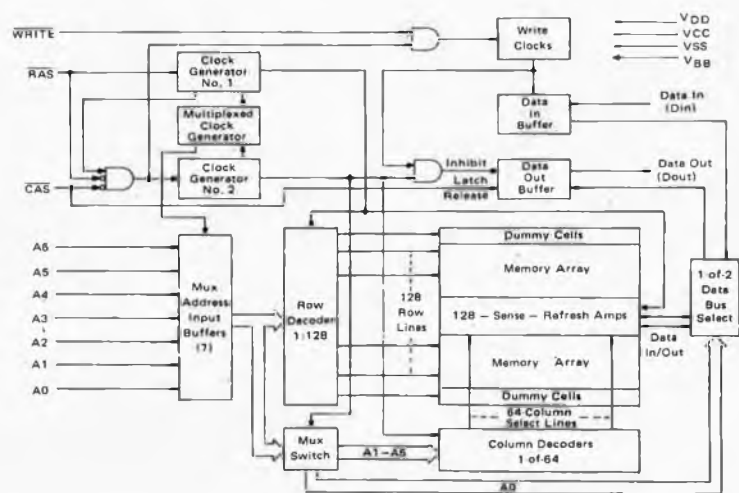 WRITE
RAS
CAS
Clock
Generator
No. 1
Multiplexed
Clock
Generator
Clock
Generator
No. 2
Write
Clocks
Data
In
Buffer
Data
Out
Buffer
Inhibit
Latch
Release
VDD
VCC
VSS
VBB
Data In
(Din)
Data Out
(Dout)
A6
A5
A4
A3
A2
A1
A0
Mux
Address
Input
Buffers
(7)
Row
Decoder
1:128
128
Row
Lines
Dummy Cells
Memory Array
128 – Sense – Refresh Amps
Memory Array
Dummy Cells
64 Column
Select Lines
Column Decoders
1 of 64
1 of 2
Data
Bus
Select
Data
In/Out
Mux
Switch
A1–A6
A0